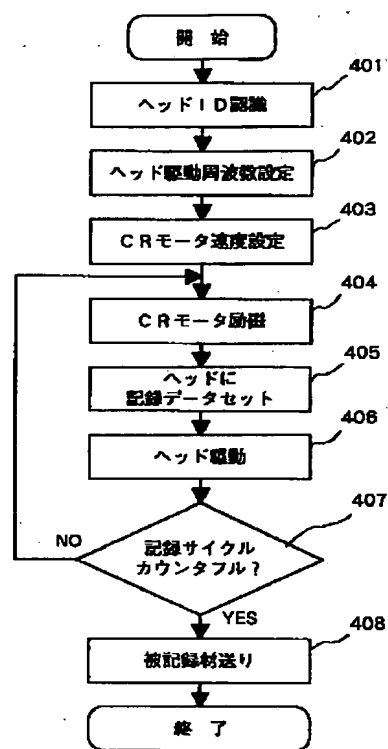 開 始
401
ヘッドID認識
402
ヘッド駆動周波数設定
403
CRモータ速度設定
404
CRモータ励磁
405
ヘッドに
記録データセット
406
ヘッド駆動
407
記録サイクル
カウンタフル？
NO
YES
408
被記録材送り
終 了